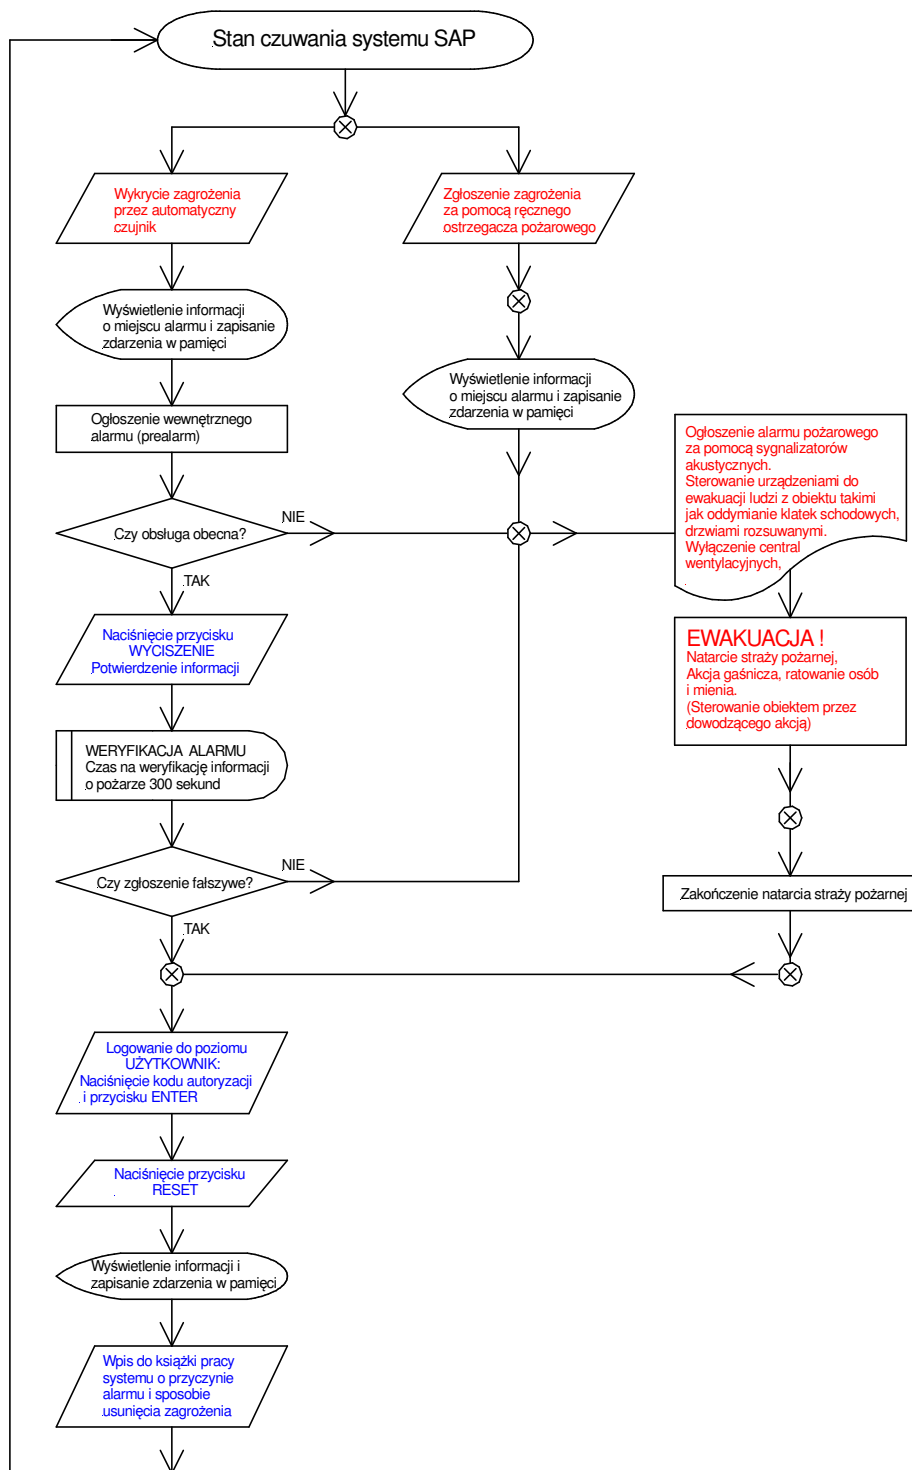 Stan czuwania systemu SAP
Wykrycie zagrożenia
przez automatyczny
czujnik
Zgłoszenie zagrożenia
za pomocą ręcznego
ostrzegacza pożarowego
Wyświetlenie informacji
o miejscu alarmu i zapisanie
zdarzenia w pamięci
Wyświetlenie informacji
o miejscu alarmu i zapisanie
zdarzenia w pamięci
Ogłoszenie wewnętrznego
alarmu (prealarm)
Ogłoszenie alarmu pożarowego
za pomocą sygnalizatorów
akustycznych.
Sterowanie urządzeniami do
ewakuacji ludzi z obiektu takimi
jak oddymianie klatek schodowych,
drzwiami rozsuwanymi.
Wyłączenie central
wentylacyjnych,
Czy obsługa obecna?
NIE
TAK
Naciśnięcie przycisku
WYCISZENIE
Potwierdzenie informacji
EWAKUACJA !
Natarcie straży pożarnej,
Akcja gaśnicza, ratowanie osób
i mienia.
(Sterowanie obiektem przez
dowodzącego akcją)
WERYFIKACJA ALARMU
Czas na weryfikację informacji
o pożarze 300 sekund
Czy zgłoszenie fałszywe?
NIE
TAK
Zakończenie natarcia straży pożarnej
Logowanie do poziomu
UŻYTKOWNIK:
Naciśnięcie kodu autoryzacji
i przycisku ENTER
Naciśnięcie przycisku
RESET
Wyświetlenie informacji i
zapisanie zdarzenia w pamięci
Wpis do książki pracy
systemu o przyczynie
alarmu i sposobie
usunięcia zagrożenia